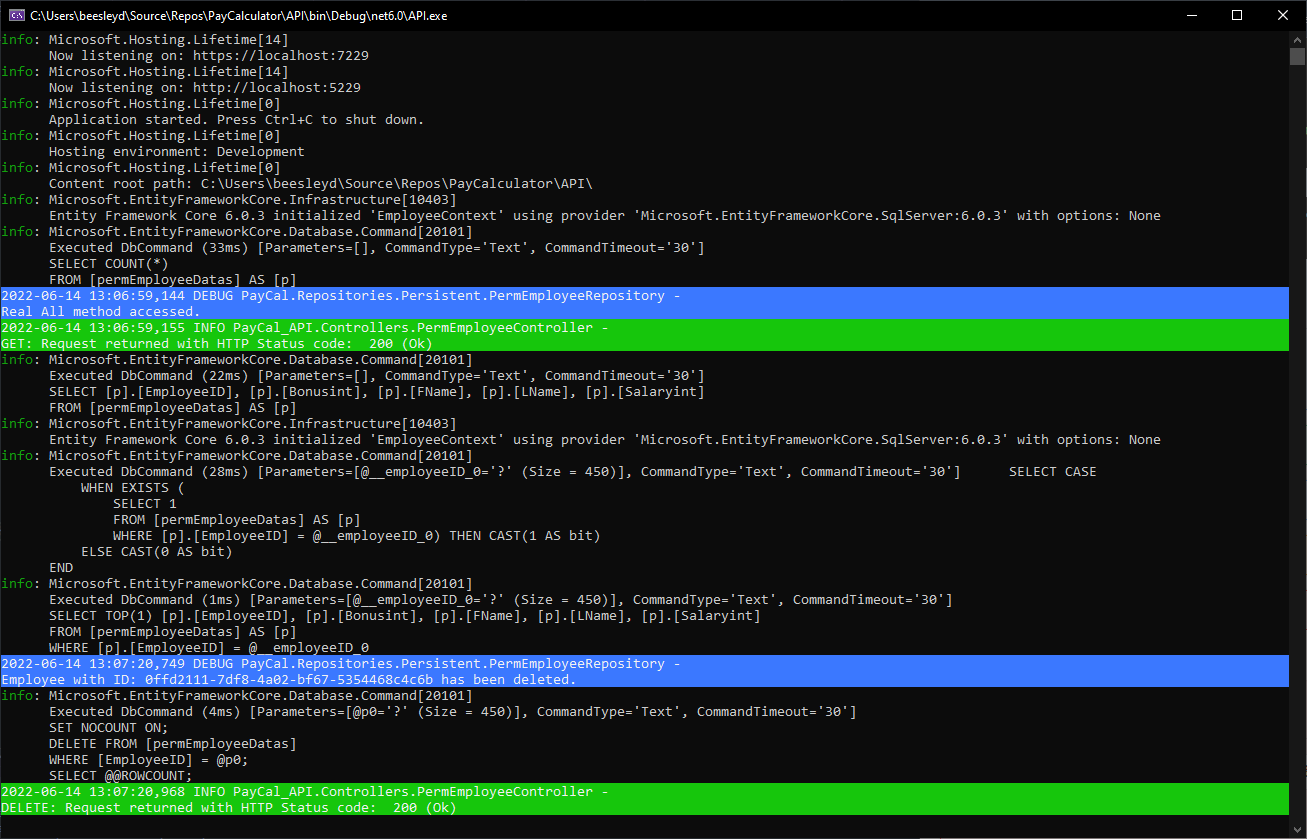 C:\Users\beesleyd\Source\Repos\PayCalculator\API\bin\Debug\net6.0\API.exe
info: Microsoft.Hosting.Lifetime[14]
      Now listening on: https://localhost:7229
info: Microsoft.Hosting.Lifetime[14]
      Now listening on: http://localhost:5229
info: Microsoft.Hosting.Lifetime[0]
      Application started. Press Ctrl+C to shut down.
info: Microsoft.Hosting.Lifetime[0]
      Hosting environment: Development
info: Microsoft.Hosting.Lifetime[0]
      Content root path: C:\Users\beesleyd\Source\Repos\PayCalculator\API\
info: Microsoft.EntityFrameworkCore.Infrastructure[10403]
      Entity Framework Core 6.0.3 initialized 'EmployeeContext' using provider 'Microsoft.EntityFrameworkCore.SqlServer:6.0.3' with options: None
info: Microsoft.EntityFrameworkCore.Database.Command[20101]
      Executed DbCommand (33ms) [Parameters=[], CommandType='Text', CommandTimeout='30']
      SELECT COUNT(*)
      FROM [permEmployeeDatas] AS [p]
2022-06-14 13:06:59,144 DEBUG PayCal.Repositories.Persistent.PermEmployeeRepository -
Real All method accessed.
2022-06-14 13:06:59,155 INFO PayCal_API.Controllers.PermEmployeeController -
GET: Request returned with HTTP Status code:  200 (Ok)
info: Microsoft.EntityFrameworkCore.Database.Command[20101]
      Executed DbCommand (22ms) [Parameters=[], CommandType='Text', CommandTimeout='30']
      SELECT [p].[EmployeeID], [p].[Bonusint], [p].[FName], [p].[LName], [p].[Salaryint]
      FROM [permEmployeeDatas] AS [p]
info: Microsoft.EntityFrameworkCore.Infrastructure[10403]
      Entity Framework Core 6.0.3 initialized 'EmployeeContext' using provider 'Microsoft.EntityFrameworkCore.SqlServer:6.0.3' with options: None
info: Microsoft.EntityFrameworkCore.Database.Command[20101]
      Executed DbCommand (28ms) [Parameters=[@__employeeID_0='?' (Size = 450)], CommandType='Text', CommandTimeout='30']      SELECT CASE
          WHEN EXISTS (
              SELECT 1
              FROM [permEmployeeDatas] AS [p]
              WHERE [p].[EmployeeID] = @__employeeID_0) THEN CAST(1 AS bit)
          ELSE CAST(0 AS bit)
      END
info: Microsoft.EntityFrameworkCore.Database.Command[20101]
      Executed DbCommand (1ms) [Parameters=[@__employeeID_0='?' (Size = 450)], CommandType='Text', CommandTimeout='30']
      SELECT TOP(1) [p].[EmployeeID], [p].[Bonusint], [p].[FName], [p].[LName], [p].[Salaryint]
      FROM [permEmployeeDatas] AS [p]
      WHERE [p].[EmployeeID] = @__employeeID_0
2022-06-14 13:07:20,749 DEBUG PayCal.Repositories.Persistent.PermEmployeeRepository -
Employee with ID: 0ffd2111-7df8-4a02-bf67-5354468c4c6b has been deleted.
info: Microsoft.EntityFrameworkCore.Database.Command[20101]
      Executed DbCommand (4ms) [Parameters=[@p0='?' (Size = 450)], CommandType='Text', CommandTimeout='30']
      SET NOCOUNT ON;
      DELETE FROM [permEmployeeDatas]
      WHERE [EmployeeID] = @p0;
      SELECT @@ROWCOUNT;
2022-06-14 13:07:20,968 INFO PayCal_API.Controllers.PermEmployeeController -
DELETE: Request returned with HTTP Status code:  200 (Ok)